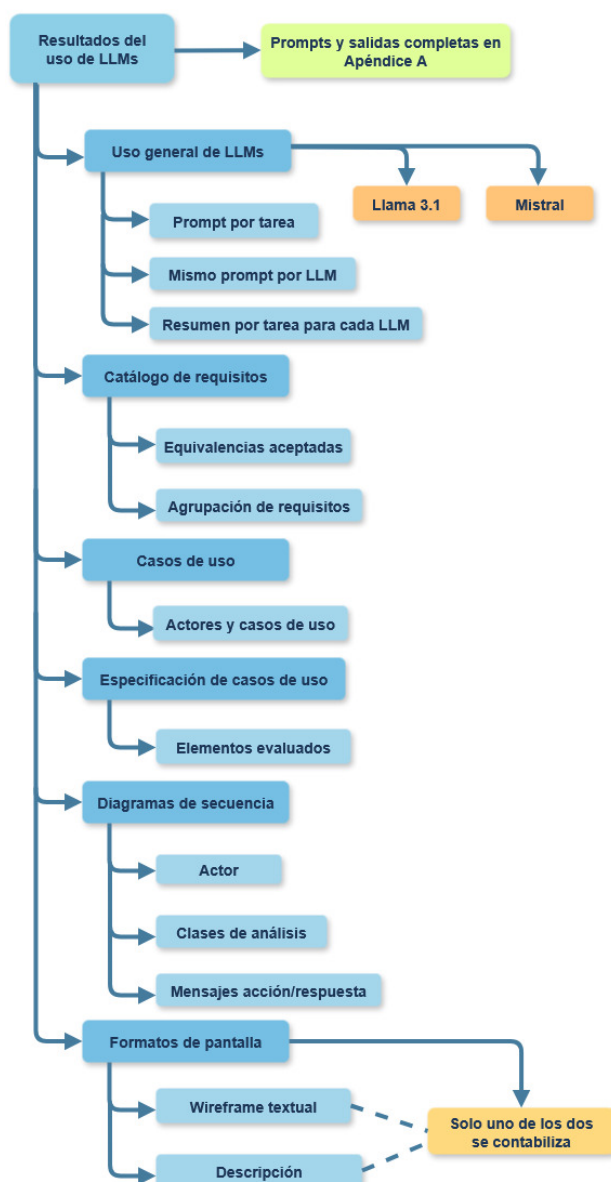 Resultados del
uso de LLMs
Prompts y salidas completas en
Apéndice A
Uso general de LLMs
Llama 3.1
Mistral
Prompt por tarea
Mismo prompt por LLM
Resumen por tarea para cada LLM
Catálogo de requisitos
Equivalencias aceptadas
Agrupación de requisitos
Casos de uso
Actores y casos de uso
Especificación de casos de uso
Elementos evaluados
Diagramas de secuencia
Actor
Clases de análisis
Mensajes acción/respuesta
Formatos de pantalla
Wireframe textual
Solo uno de los dos
se contabiliza
Descripción